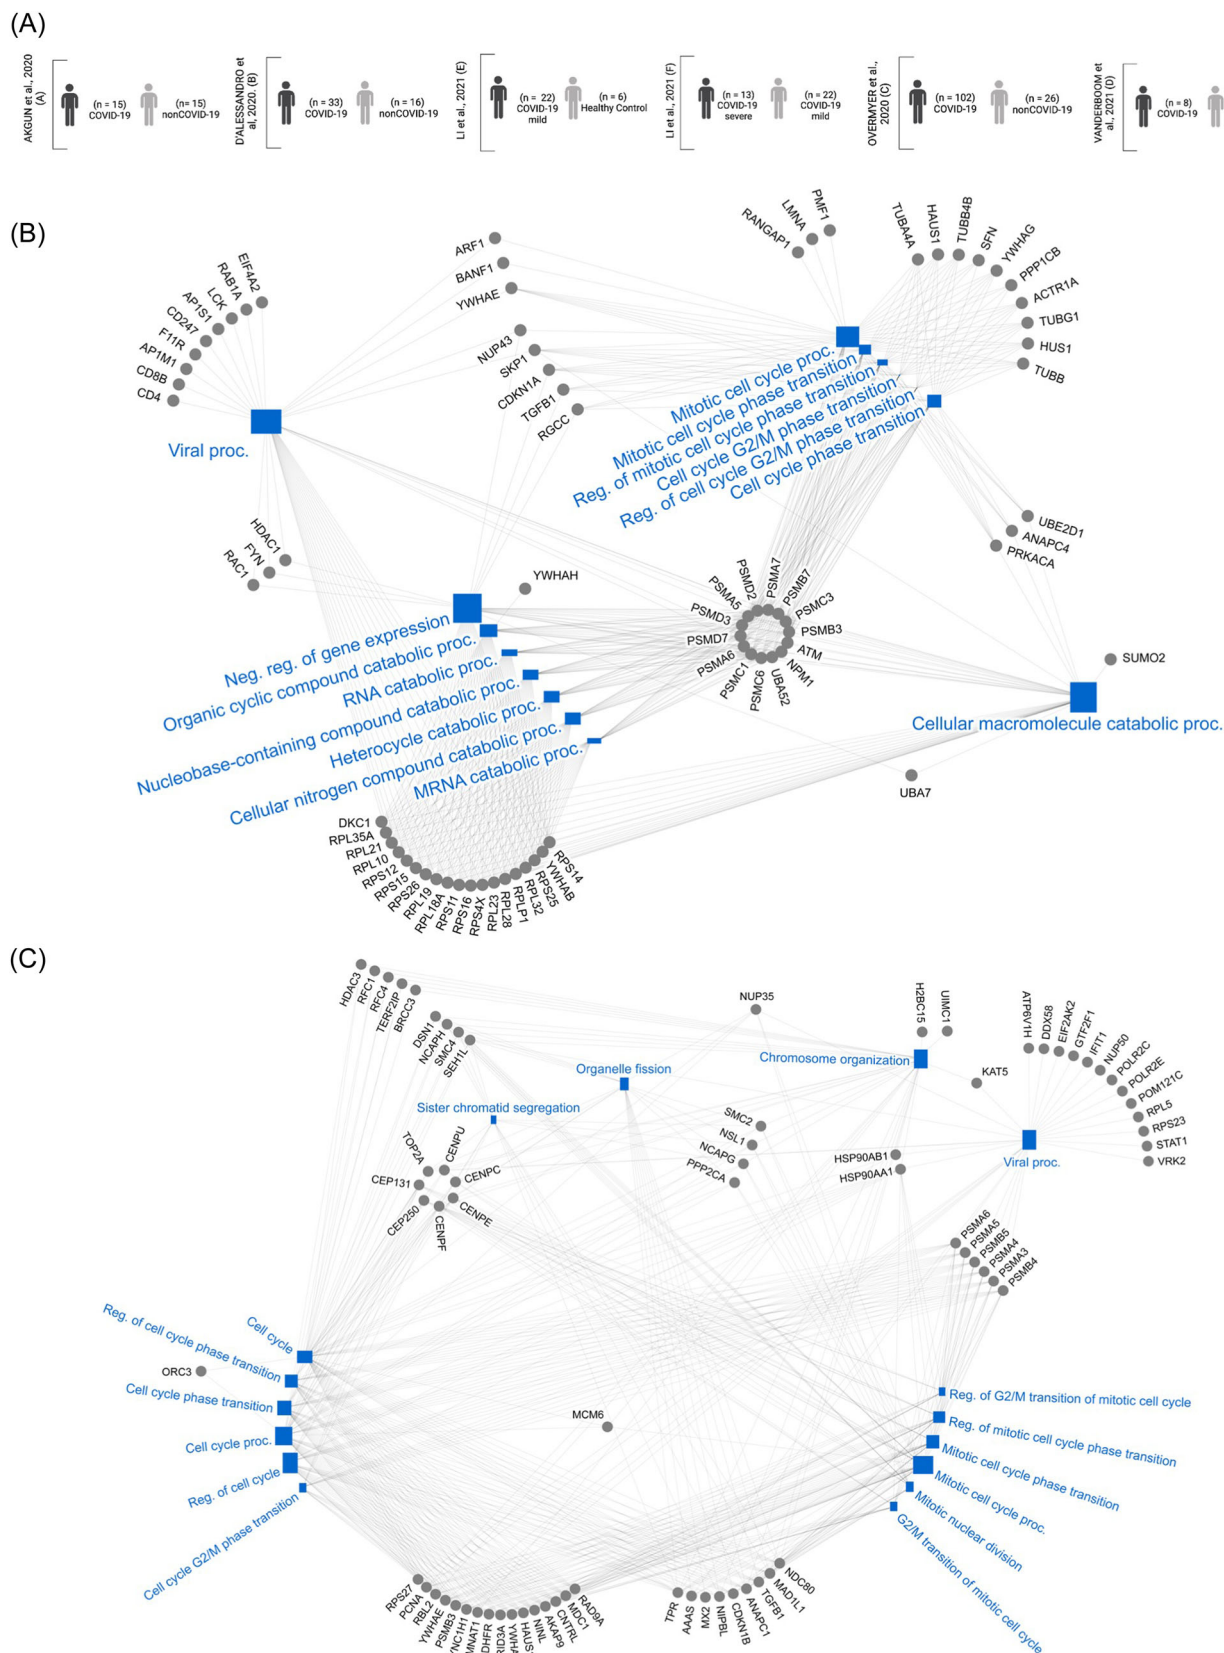 (A)
AKGUN et al., 2020
(A)
(n = 15)
COVID-19
(n= 15)
nonCOVID-19
D'ALESSANDRO et
al, 20020. (B)
(n = 33)
COVID-19
(n = 16)
nonCOVID-19
LI et al., 2021 (E)
(n = 22)
COVID-19
mild
(n = 6)
Healthy Control
LI et al., 2021 (F)
(n = 13)
COVID-19
severe
(n = 22)
COVID-19
mild
OVERMYER et al.,
2020 (C)
(n = 102)
COVID-19
(n = 26)
nonCOVID-19
VANDERBOOM et
al., 2021 (D)
(n = 8)
COVID-19
(B)
EIF4A2
RAB1A
LCK
AP1S1
CD247
F11R
AP1M1
CD8B
CD4
ARF1
BANF1
YWHAE
NUP43
SKP1
CDKN1A
TGFB1
RGCC
RANGAP1
LMNA
PMF1
TUBA4A
HAUS1
TUBB4B
SFN
YWHAG
PPP1CB
ACTR1A
TUBG1
HUS1
TUBB
Viral proc.
Mitotic cell cycle proc.
Mitotic cell cycle phase transition
Reg. of mitotic cell cycle phase transition
Cell cycle G2/M phase transition
Reg. of cell cycle G2/M phase transition
Cell cycle phase transition
HDAC1
FYN
RAC1
YWHAH
UBE2D1
ANAPC4
PRKACA
PSMA7
PSMB7
PSMC3
PSMB3
ATM
NPM1
UBA52
PSMC6
PSMC1
PSMA6
PSMD7
PSMD3
PSMA5
PSMD2
SUMO2
Neg. reg. of gene expression
Organic cyclic compound catabolic proc.
RNA catabolic proc.
Nucleobase-containing compound catabolic proc.
Heterocycle catabolic proc.
Cellular nitrogen compound catabolic proc.
MRNA catabolic proc.
Cellular macromolecule catabolic proc.
UBA7
DKC1
RPL35A
RPL21
RPL10
RPS12
RPS15
RPS26
RPL19
RPL18A
RPS11
RPS16
RPS4X
RPL23
RPL28
RPLP1
RPL32
RPS25
YWHAB
RPS14
(C)
HDAC3
RFC1
RFC4
TERF2IP
BRCC3
DSN1
NCAPH
SMC4
SEH1L
NUP35
H2BC15
UIMC1
ATP6V1H
DDX58
EIF2AK2
GTF2F1
IFIT1
NUP50
POLR2C
POLR2E
POM121C
RPL5
RPS23
STAT1
VRK2
Chromosome organization
Organelle fission
KAT5
Sister chromatid segregation
Viral proc.
SMC2
NSL1
NCAPG
PPP2CA
HSP90AB1
HSP90AA1
TOP2A
CENPU
CEP131
CENPC
CEP250
CENPE
CENPF
PSMA6
PSMA5
PSMB5
PSMA4
PSMA3
PSMB4
Cell cycle
Reg. of cell cycle phase transition
ORC3
Cell cycle phase transition
Cell cycle proc.
Reg. of cell cycle
Cell cycle G2/M phase transition
MCM6
Reg. of G2/M transition of mitotic cell cycle
Reg. of mitotic cell cycle phase transition
Mitotic cell cycle phase transition
Mitotic cell cycle proc.
Mitotic nuclear division
G2/M transition of mitotic cell cycle
RPS27
PCNA
RBL2
YWHAE
PSMB3
YNC1H1
MNAT1
DHFR
RID3A
YWHA
HAUS
NINL
AKAP9
CNTRL
MDC1
RAD9A
TPR
AAAS
MX2
NIPBL
CDKN1B
ANAPC1
TGFB1
MAD1L1
NDC80